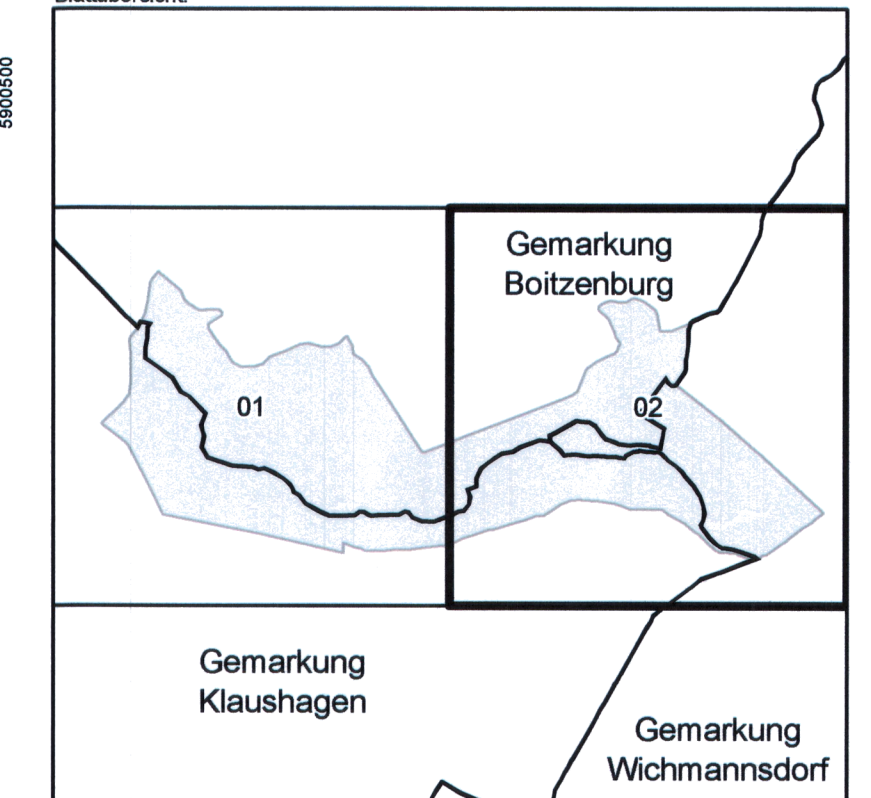 5900500
Gemarkung
Boitzenburg
01
02
Gemarkung
Klaushagen
Gemarkung
Wichmannsdorf